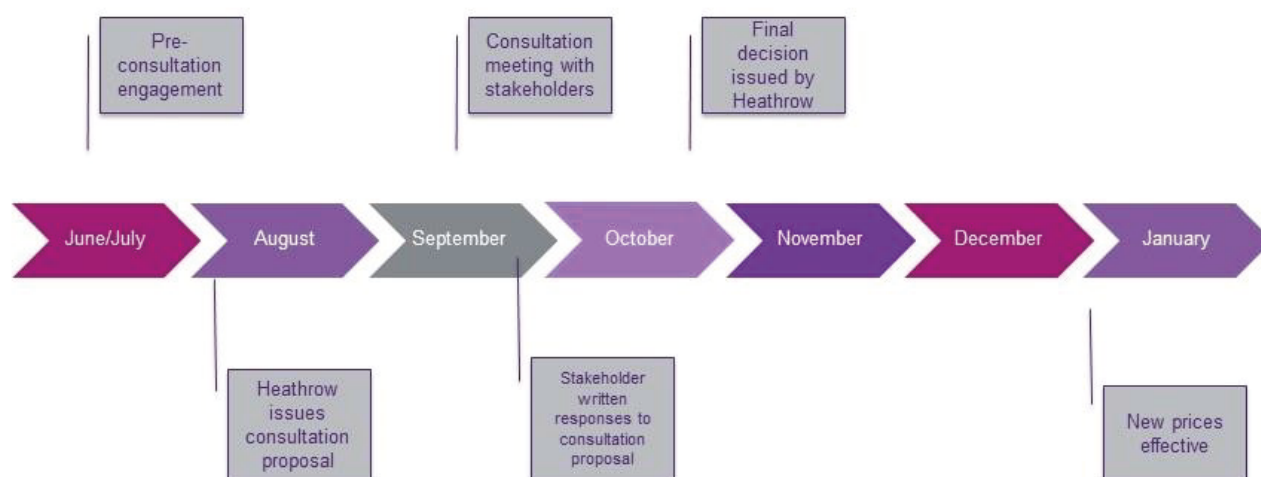 Pre-
consultation
engagement
Consultation
meeting with
stakeholders
Final
decision
issued by
Heathrow
June/July
August
September
October
November
December
January
Heathrow
issues
consultation
proposal
Stakeholder
written
responses to
consultation
proposal
New prices
effective